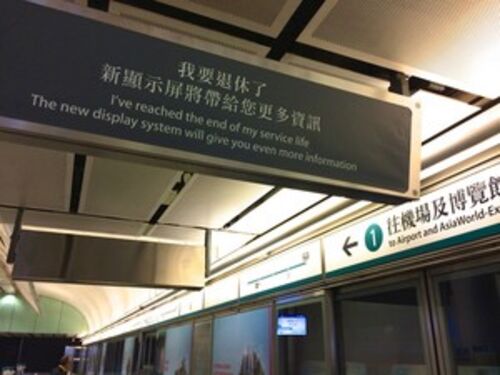 我要退休了
新顯示屏將帶給您更多資訊
I've reached the end of my service life
The new display system will give you even more information
1 往機場及博覽館
to Airport and AsiaWorld-Ex